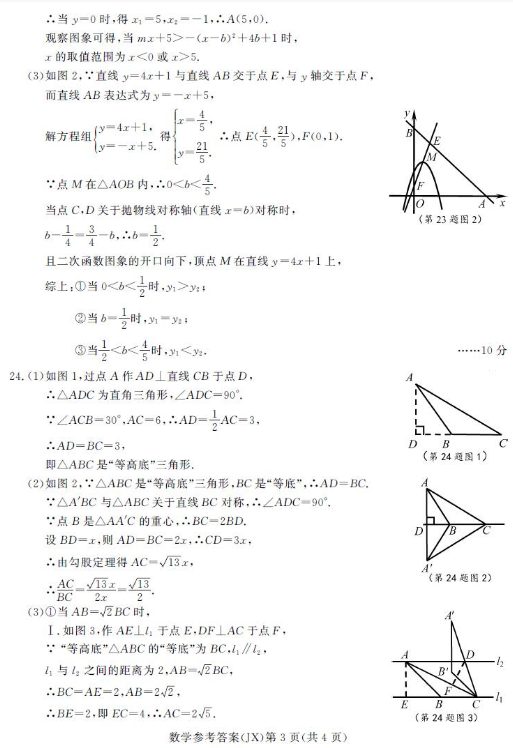 ∴当 y=0 时,得 x₁=5,x₂=-1,∴A(5,0).
观察图象可得,当 mx+5>-(x-b)²+4b+1 时,
x 的取值范围为 x<0 或 x>5.
(3)如图 2,∵直线 y=4x+1 与直线 AB 交于点 E,与 y 轴交于点 F,
而直线 AB 表达式为 y=-x+5,
解方程组{y=4x+1, y=-x+5. 得{x=4/5, y=21/5. ∴点 E(4/5,21/5),F(0,1).
∵点 M 在△AOB 内,∴0<b<4/5.
当点 C,D 关于抛物线对称轴(直线 x=b)对称时,
b-1/4=3/4-b,∴b=1/2.
且二次函数图象的开口向下,顶点 M 在直线 y=4x+1 上,
综上:①当 0<b<1/2时,y₁>y₂;
②当 b=1/2时,y₁=y₂;
③当1/2<b<4/5时,y₁<y₂.
……10 分
y
B
E
M
F
O
A
x
(第 23 题图 2)
24.(1)如图 1,过点 A 作 AD⊥直线 CB 于点 D,
∴△ADC 为直角三角形,∠ADC=90°.
∵∠ACB=30°,AC=6,∴AD=1/2AC=3,
∴AD=BC=3,
即△ABC 是“等高底”三角形.
A
D
B
C
(第 24 题图 1)
(2)如图 2,∵△ABC 是“等高底”三角形,BC 是“等底”,∴AD=BC.
∵△A′BC 与△ABC 关于直线 BC 对称,∴∠ADC=90°.
∵点 B 是△AA′C 的重心,∴BC=2BD.
设 BD=x,则 AD=BC=2x,∴CD=3x,
∴由勾股定理得 AC=√13x,
∴AC/BC=√13x/2x=√13/2.
A
D
B
C
A′
(第 24 题图 2)
(3)①当 AB=√2BC 时,
Ⅰ.如图 3,作 AE⊥l₁ 于点 E,DF⊥AC 于点 F,
∵“等高底”△ABC 的“等底”为 BC,l₁∥l₂,
l₁ 与 l₂ 之间的距离为 2,AB=√2BC,
∴BC=AE=2,AB=2√2,
∴BE=2,即 EC=4,∴AC=2√5.
A′
A
D
l₂
B′
F
E
B
C
l₁
(第 24 题图 3)
数学参考答案(JX)第 3 页(共 4 页)